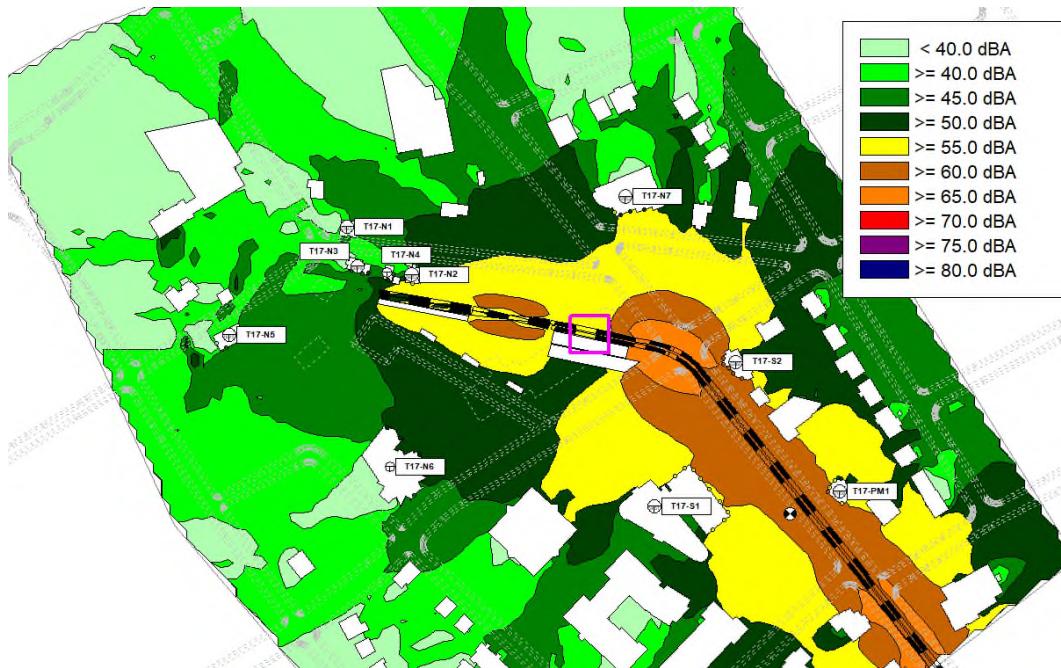 < 40.0 dBA
>= 40.0 dBA
>= 45.0 dBA
>= 50.0 dBA
>= 55.0 dBA
>= 60.0 dBA
>= 65.0 dBA
>= 70.0 dBA
>= 75.0 dBA
>= 80.0 dBA
T17-N7
T17-N1
T17-N3
T17-N4
T17-N2
T17-N5
T17-S2
T17-N6
T17-PM1
T17-S1